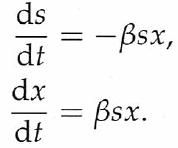 ds/dt = −βsx,
dx/dt = βsx.